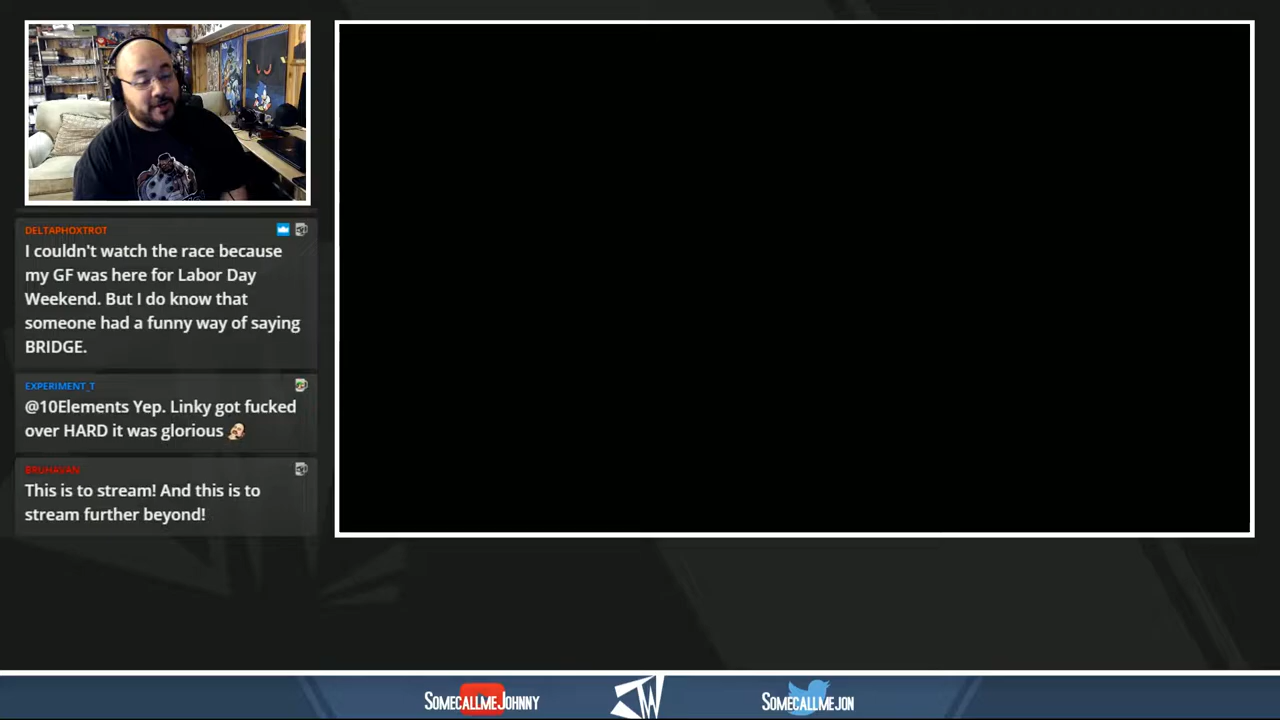 DELTAPHOXTROT
I couldn't watch the race because
my GF was here for Labor Day
Weekend. But I do know that
someone had a funny way of saying
BRIDGE.
EXPERIMENT_T
@10Elements Yep. Linky got fucked
over HARD it was glorious
BRUHAVAN
This is to stream! And this is to
stream further beyond!
SOMECALLMEJOHNNY
SOMECALLMEJON